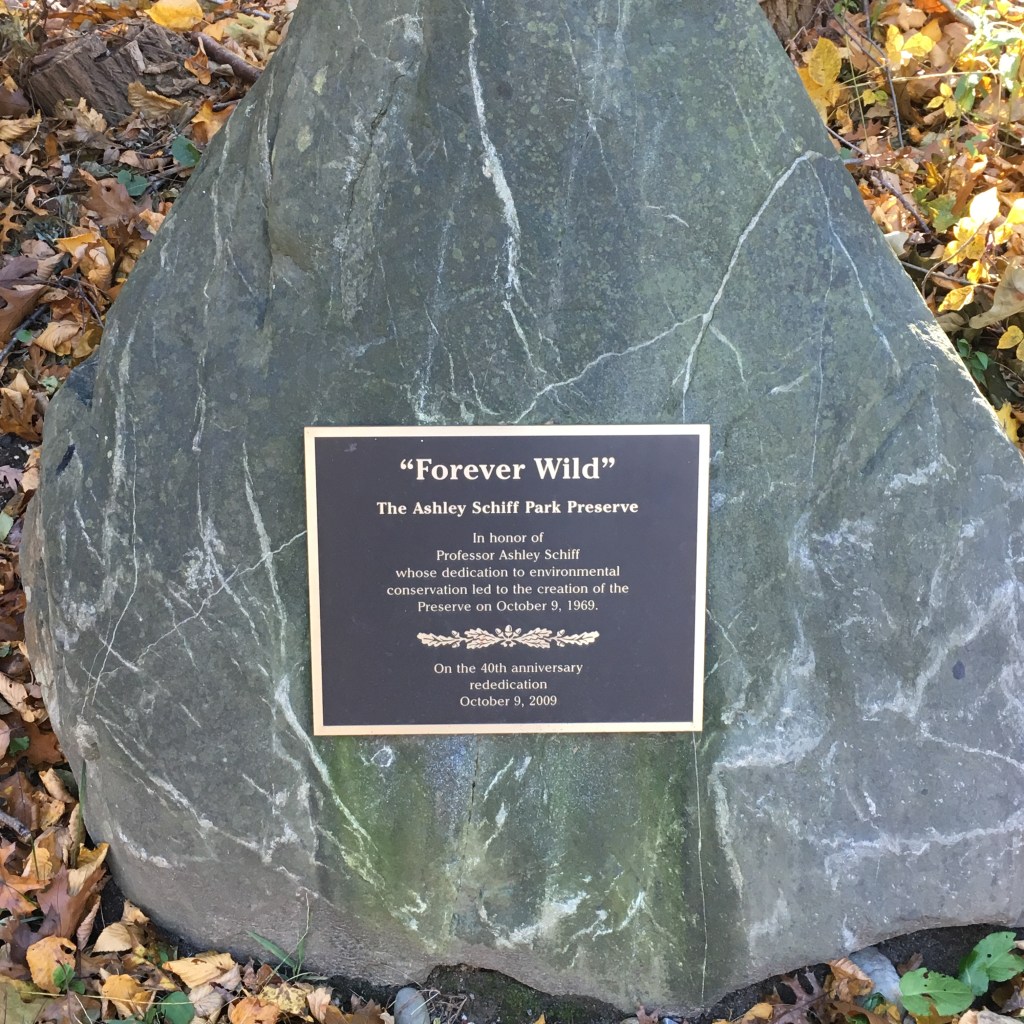 “Forever Wild”
The Ashley Schiff Park Preserve
In honor of
Professor Ashley Schiff
whose dedication to environmental
conservation led to the creation of the
Preserve on October 9, 1969.
On the 40th anniversary
rededication
October 9, 2009